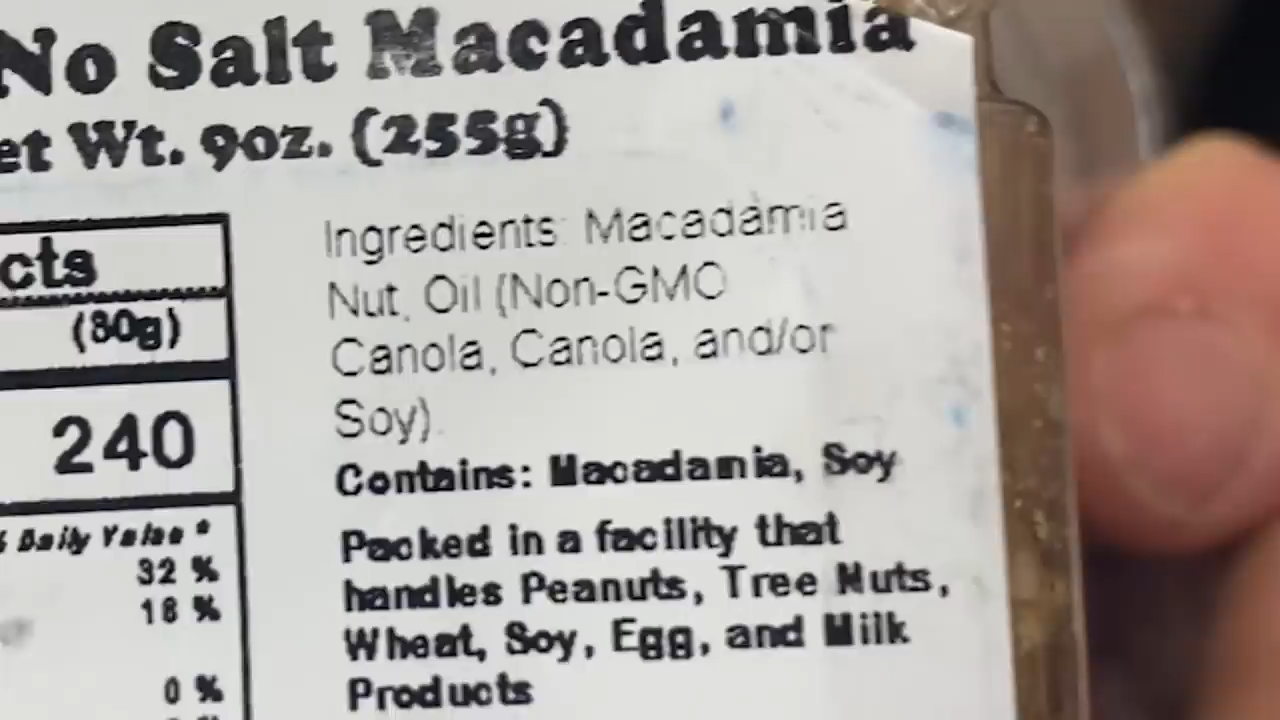 No Salt Macadamia
et Wt. 9oz. (255g)
cts
(30g)
240
% Daily Value *
32 %
18 %
0 %
Ingredients: Macadamia
Nut, Oil (Non-GMO
Canola, Canola, and/or
Soy).
Contains: Macadamia, Soy
Packed in a facility that
handles Peanuts, Tree Nuts,
Wheat, Soy, Egg, and Milk
Products